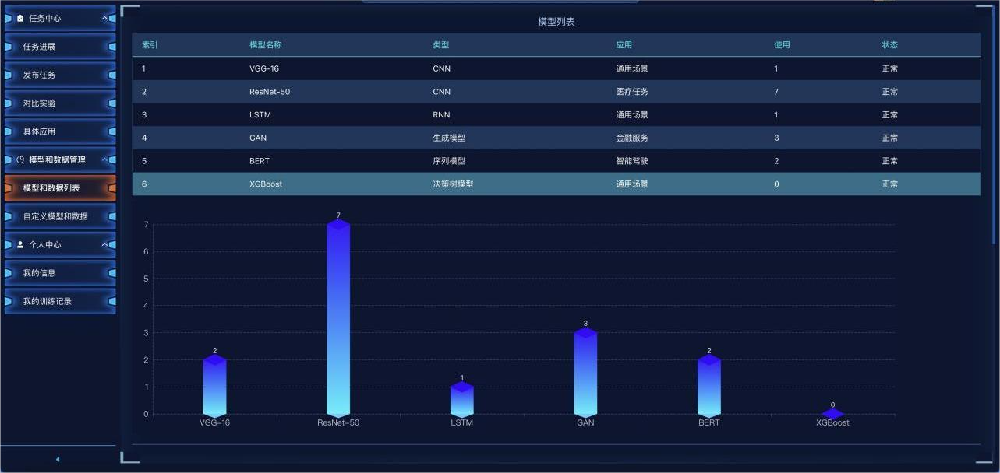 任务中心
任务进展
发布任务
对比实验
具体应用
模型和数据管理
模型和数据列表
自定义模型和数据
个人中心
我的信息
我的训练记录
模型列表
索引 模型名称 类型 应用 使用 状态
1 VGG-16 CNN 通用场景 1 正常
2 ResNet-50 CNN 医疗任务 7 正常
3 LSTM RNN 通用场景 1 正常
4 GAN 生成模型 金融服务 3 正常
5 BERT 序列模型 智能驾驶 2 正常
6 XGBoost 决策树模型 通用场景 0 正常
7
7
6
5
4
3
3
2
2
2
1
1
0
0
VGG-16 ResNet-50 LSTM GAN BERT XGBoost